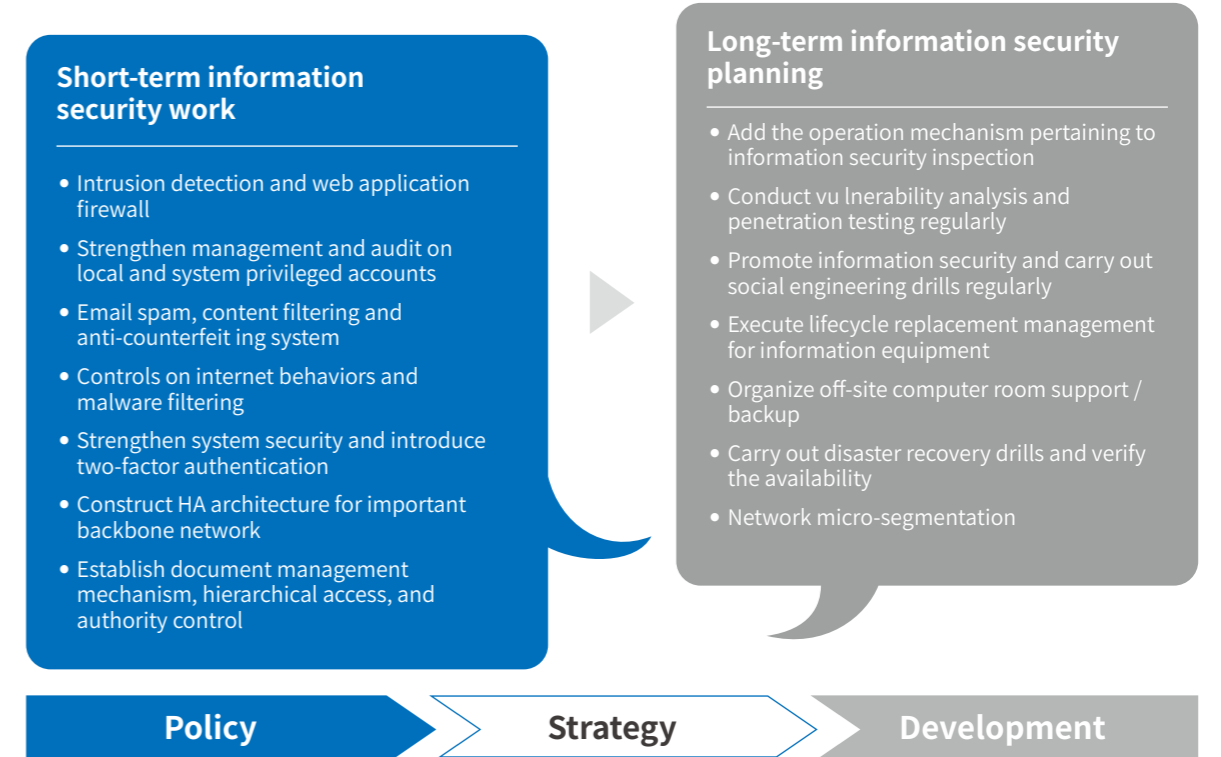 Short-term information
security work
• Intrusion detection and web application
firewall
• Strengthen management and audit on
local and system privileged accounts
• Email spam, content filtering and
anti-counterfeit ing system
• Controls on internet behaviors and
malware filtering
• Strengthen system security and introduce
two-factor authentication
• Construct HA architecture for important
backbone network
• Establish document management
mechanism, hierarchical access, and
authority control
Long-term information security
planning
• Add the operation mechanism pertaining to
information security inspection
• Conduct vu lnerability analysis and
penetration testing regularly
• Promote information security and carry out
social engineering drills regularly
• Execute lifecycle replacement management
for information equipment
• Organize off-site computer room support /
backup
• Carry out disaster recovery drills and verify
the availability
• Network micro-segmentation
Policy
Strategy
Development